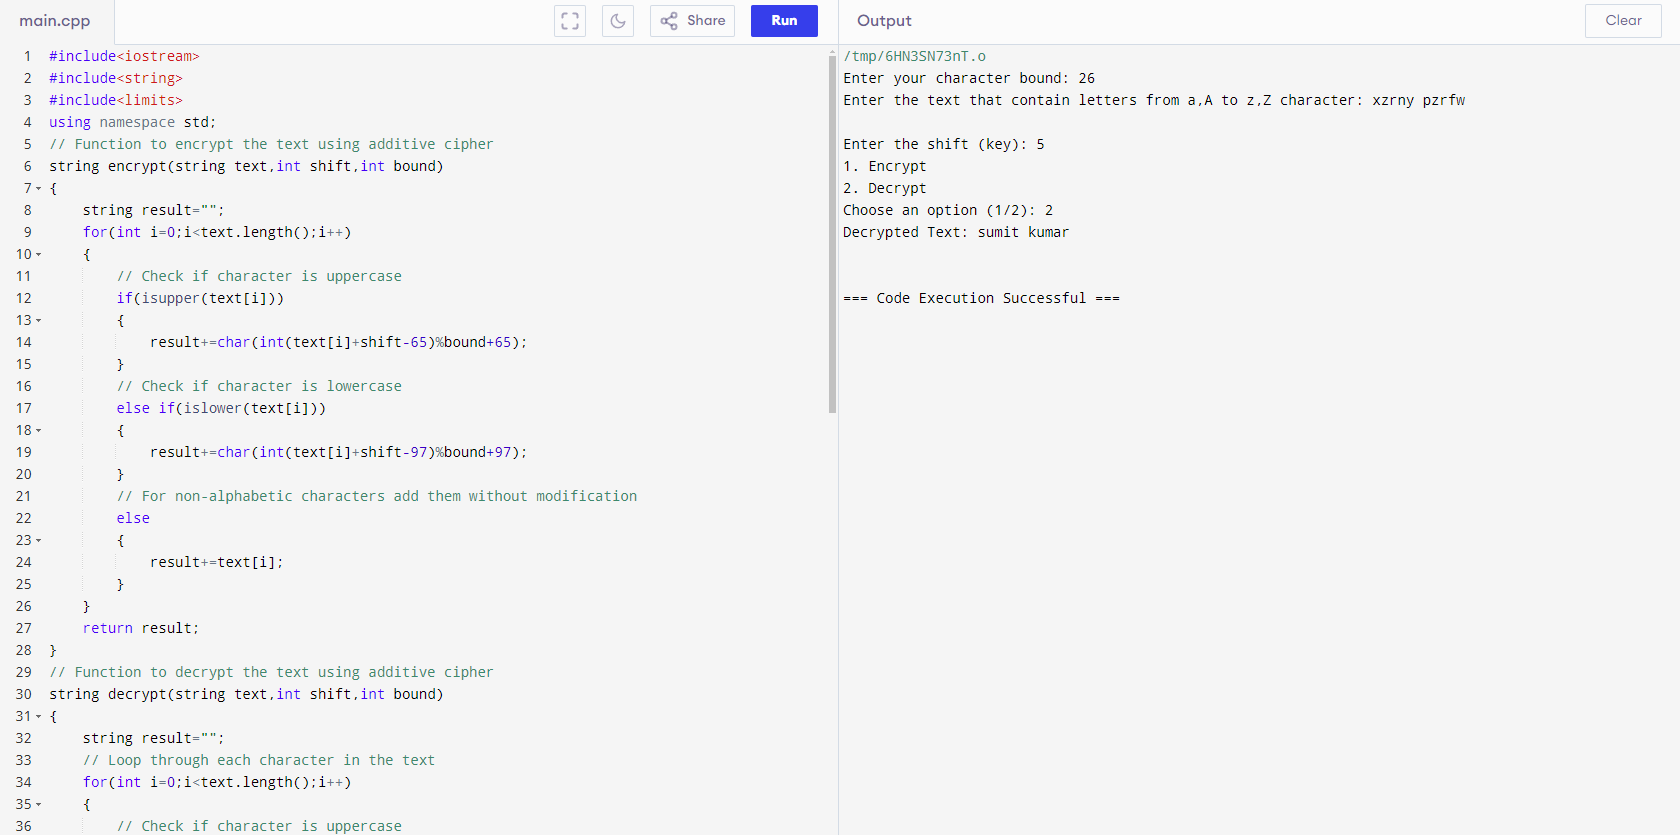 main.cpp
Share
Run
Output
Clear
1 #include<iostream>
2 #include<string>
3 #include<limits>
4 using namespace std;
5 // Function to encrypt the text using additive cipher
6 string encrypt(string text,int shift,int bound)
7 {
8     string result="";
9     for(int i=0;i<text.length();i++)
10     {
11         // Check if character is uppercase
12         if(isupper(text[i]))
13         {
14             result+=char(int(text[i]+shift-65)%bound+65);
15         }
16         // Check if character is lowercase
17         else if(islower(text[i]))
18         {
19             result+=char(int(text[i]+shift-97)%bound+97);
20         }
21         // For non-alphabetic characters add them without modification
22         else
23         {
24             result+=text[i];
25         }
26     }
27     return result;
28 }
29 // Function to decrypt the text using additive cipher
30 string decrypt(string text,int shift,int bound)
31 {
32     string result="";
33     // Loop through each character in the text
34     for(int i=0;i<text.length();i++)
35     {
36         // Check if character is uppercase
/tmp/6HN3SN73nT.o
Enter your character bound: 26
Enter the text that contain letters from a,A to z,Z character: xzrny pzrfw
Enter the shift (key): 5
1. Encrypt
2. Decrypt
Choose an option (1/2): 2
Decrypted Text: sumit kumar
=== Code Execution Successful ===